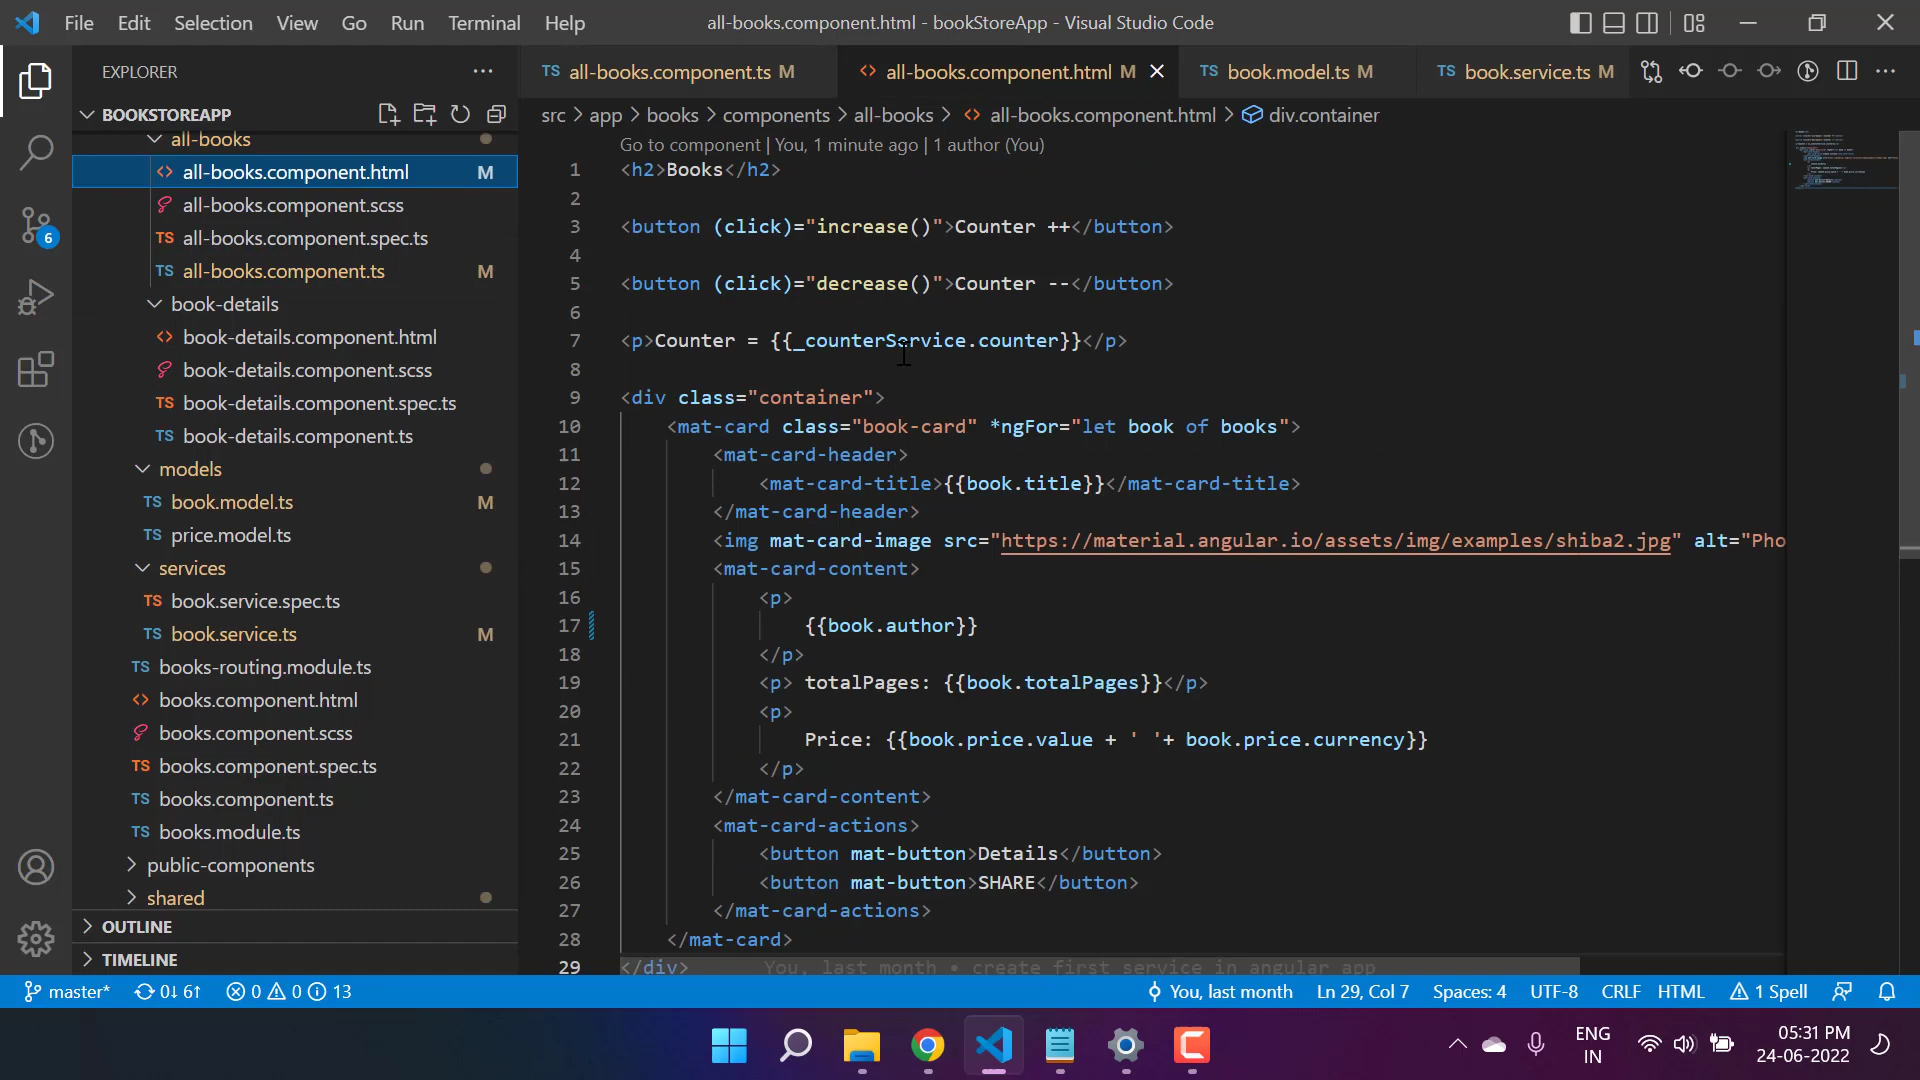 File Edit Selection View Go Run Terminal Help
all-books.component.html - bookStoreApp - Visual Studio Code
EXPLORER
BOOKSTOREAPP
all-books
all-books.component.html M
all-books.component.scss
TS all-books.component.spec.ts
TS all-books.component.ts M
book-details
book-details.component.html
book-details.component.scss
TS book-details.component.spec.ts
TS book-details.component.ts
models
TS book.model.ts M
TS price.model.ts
services
TS book.service.spec.ts
TS book.service.ts M
TS books-routing.module.ts
books.component.html
books.component.scss
TS books.component.spec.ts
TS books.component.ts
TS books.module.ts
public-components
shared
OUTLINE
TIMELINE
6
TS all-books.component.ts M
all-books.component.html M
TS book.model.ts M
TS book.service.ts M
src > app > books > components > all-books > all-books.component.html > div.container
Go to component | You, 1 minute ago | 1 author (You)
1 <h2>Books</h2>
2
3 <button (click)="increase()">Counter ++</button>
4
5 <button (click)="decrease()">Counter --</button>
6
7 <p>Counter = {{_counterService.counter}}</p>
8
9 <div class="container">
10 <mat-card class="book-card" *ngFor="let book of books">
11 <mat-card-header>
12 <mat-card-title>{{book.title}}</mat-card-title>
13 </mat-card-header>
14 <img mat-card-image src="https://material.angular.io/assets/img/examples/shiba2.jpg" alt="Pho
15 <mat-card-content>
16 <p>
17 {{book.author}}
18 </p>
19 <p> totalPages: {{book.totalPages}}</p>
20 <p>
21 Price: {{book.price.value + ' '+ book.price.currency}}
22 </p>
23 </mat-card-content>
24 <mat-card-actions>
25 <button mat-button>Details</button>
26 <button mat-button>SHARE</button>
27 </mat-card-actions>
28 </mat-card>
29 </div> You, last month • create first service in angular app
master* 0↓ 6↑ 0 0 13
You, last month Ln 29, Col 7 Spaces: 4 UTF-8 CRLF HTML 1 Spell
ENG
IN
05:31 PM
24-06-2022